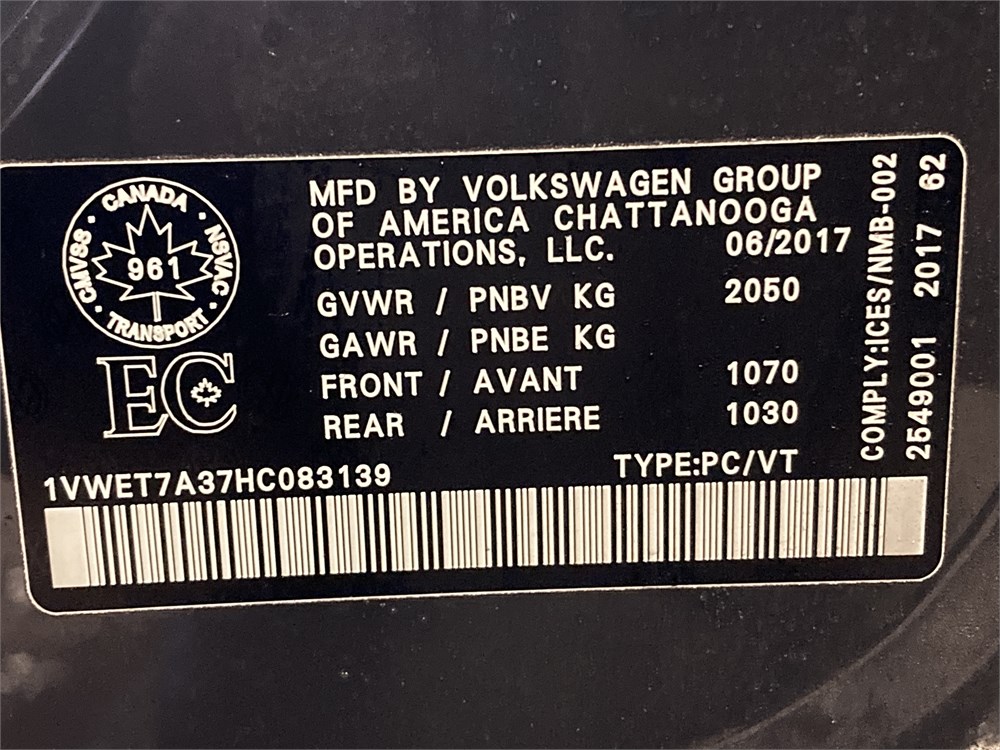 CANADA
CMVSS
NSVAC
961
TRANSPORT
EC
MFD BY VOLKSWAGEN GROUP
OF AMERICA CHATTANOOGA
OPERATIONS, LLC. 06/2017
GVWR / PNBV KG 2050
GAWR / PNBE KG
FRONT / AVANT 1070
REAR / ARRIERE 1030
1VWET7A37HC083139 TYPE:PC/VT
COMPLY:ICES/NMB-002
2549001 2017 62